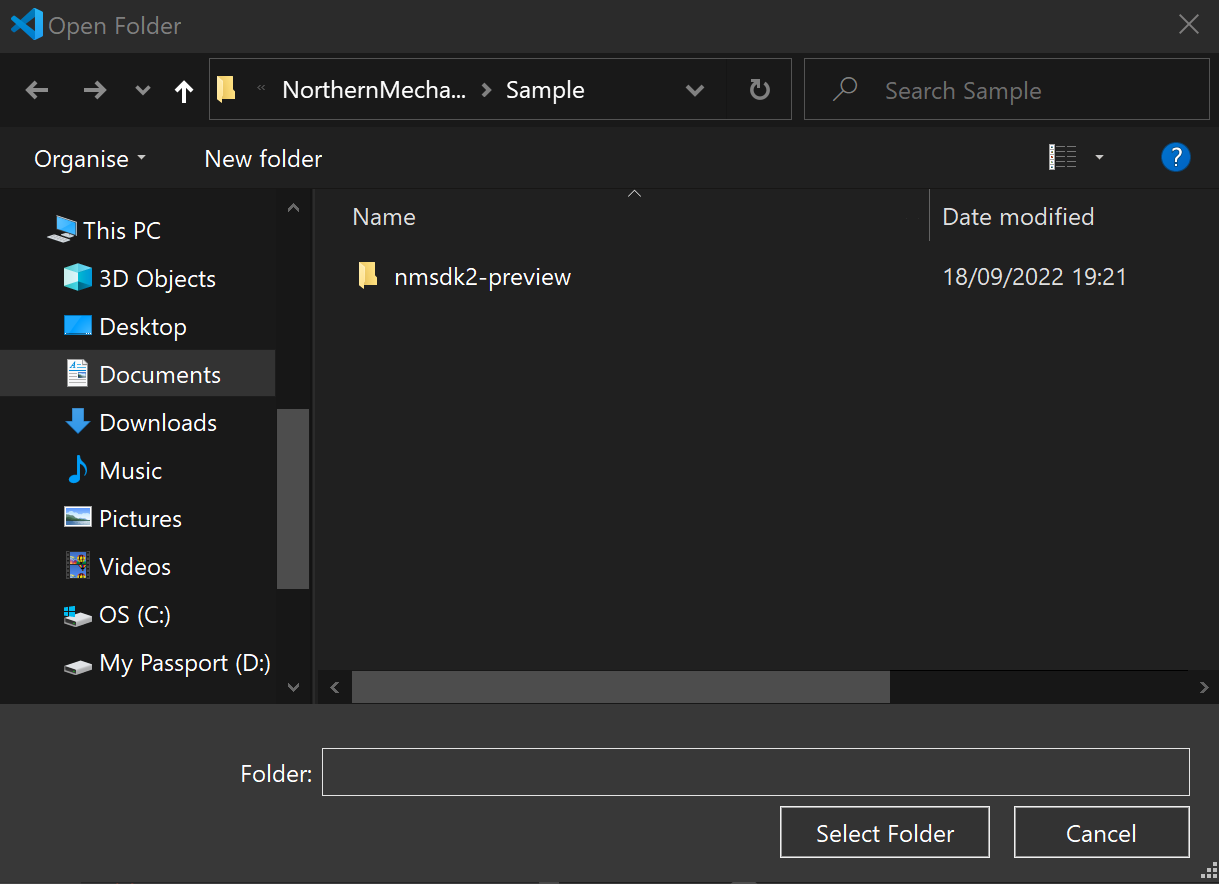 Open Folder
« NorthernMecha... > Sample
Search Sample
Organise
New folder
?
Name
Date modified
This PC
3D Objects
Desktop
Documents
Downloads
Music
Pictures
Videos
OS (C:)
My Passport (D:)
nmsdk2-preview
18/09/2022 19:21
Folder:
Select Folder
Cancel